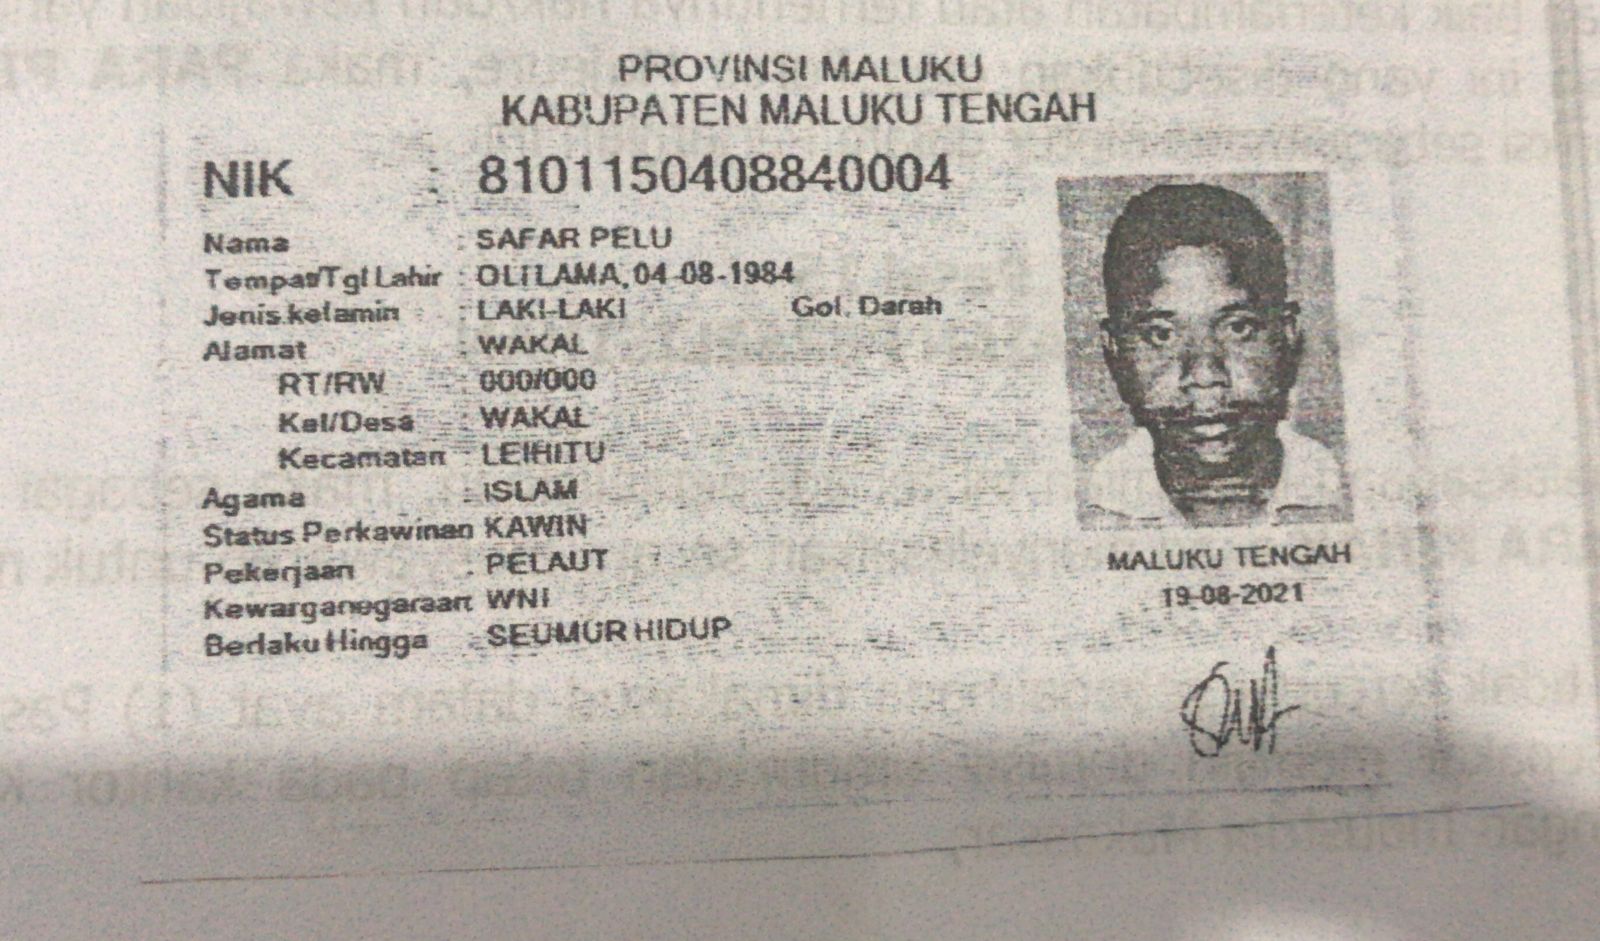 PROVINSI MALUKU
KABUPATEN MALUKU TENGAH
NIK : 8101150408840004
Nama : SAFAR PELU
Tempat/Tgl Lahir : OLI LAMA, 04-08-1984
Jenis kelamin : LAKI-LAKI Gol. Darah -
Alamat : WAKAL
RT/RW : 000/000
Kel/Desa : WAKAL
Kecamatan : LEIHITU
Agama : ISLAM
Status Perkawinan KAWIN
Pekerjaan : PELAUT
Kewarganegaraan WNI
Berlaku Hingga : SEUMUR HIDUP
MALUKU TENGAH
19-08-2021